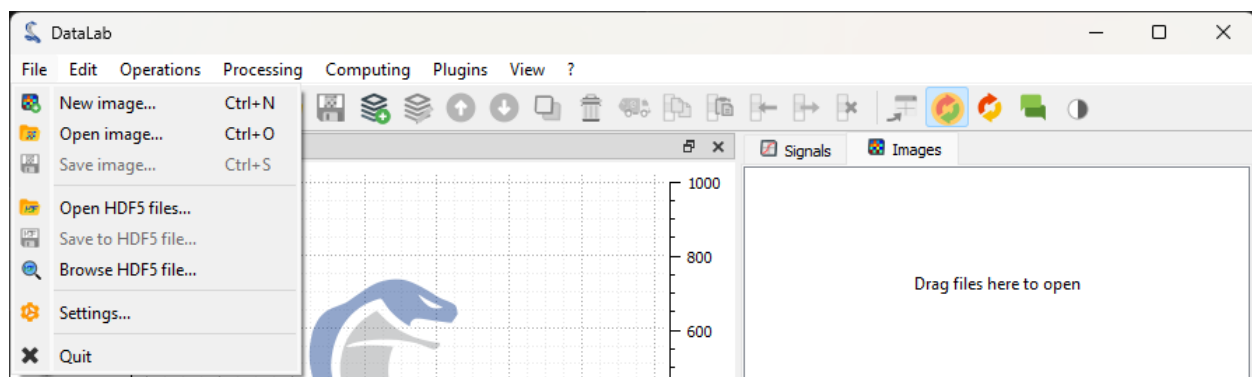 DataLab
File Edit Operations Processing Computing Plugins View ?
New image... Ctrl+N
Open image... Ctrl+O
Save image... Ctrl+S
Open HDF5 files...
Save to HDF5 file...
Browse HDF5 file...
Settings...
Quit
1000
800
600
Signals Images
Drag files here to open